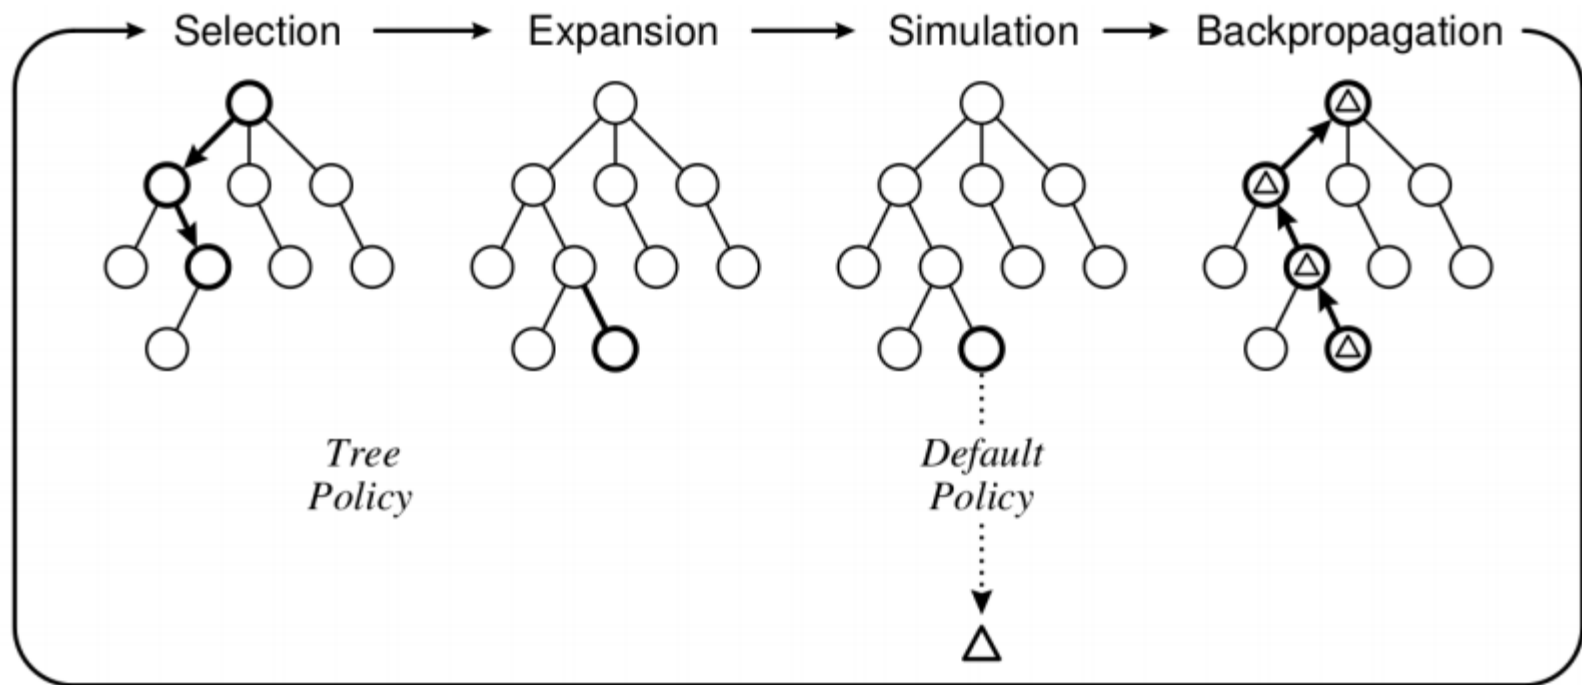 Selection
Expansion
Simulation
Backpropagation
Tree
Policy
Default
Policy